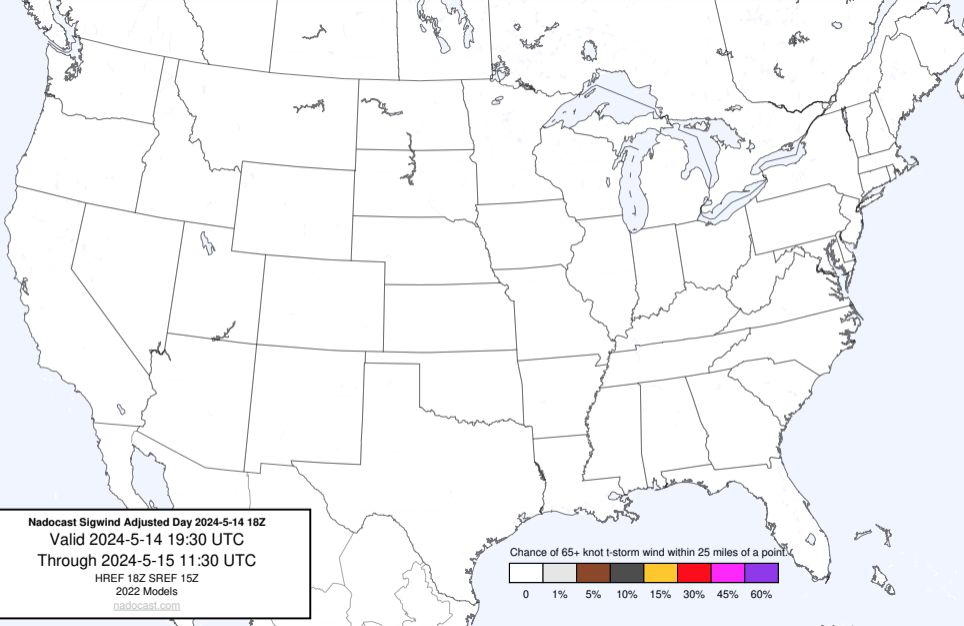 Nadocast Sigwind Adjusted Day 2024-5-14 18Z
Valid 2024-5-14 19:30 UTC
Through 2024-5-15 11:30 UTC
HREF 18Z SREF 15Z
2022 Models
nadocast.com
Chance of 65+ knot t-storm wind within 25 miles of a point.
0 1% 5% 10% 15% 30% 45% 60%